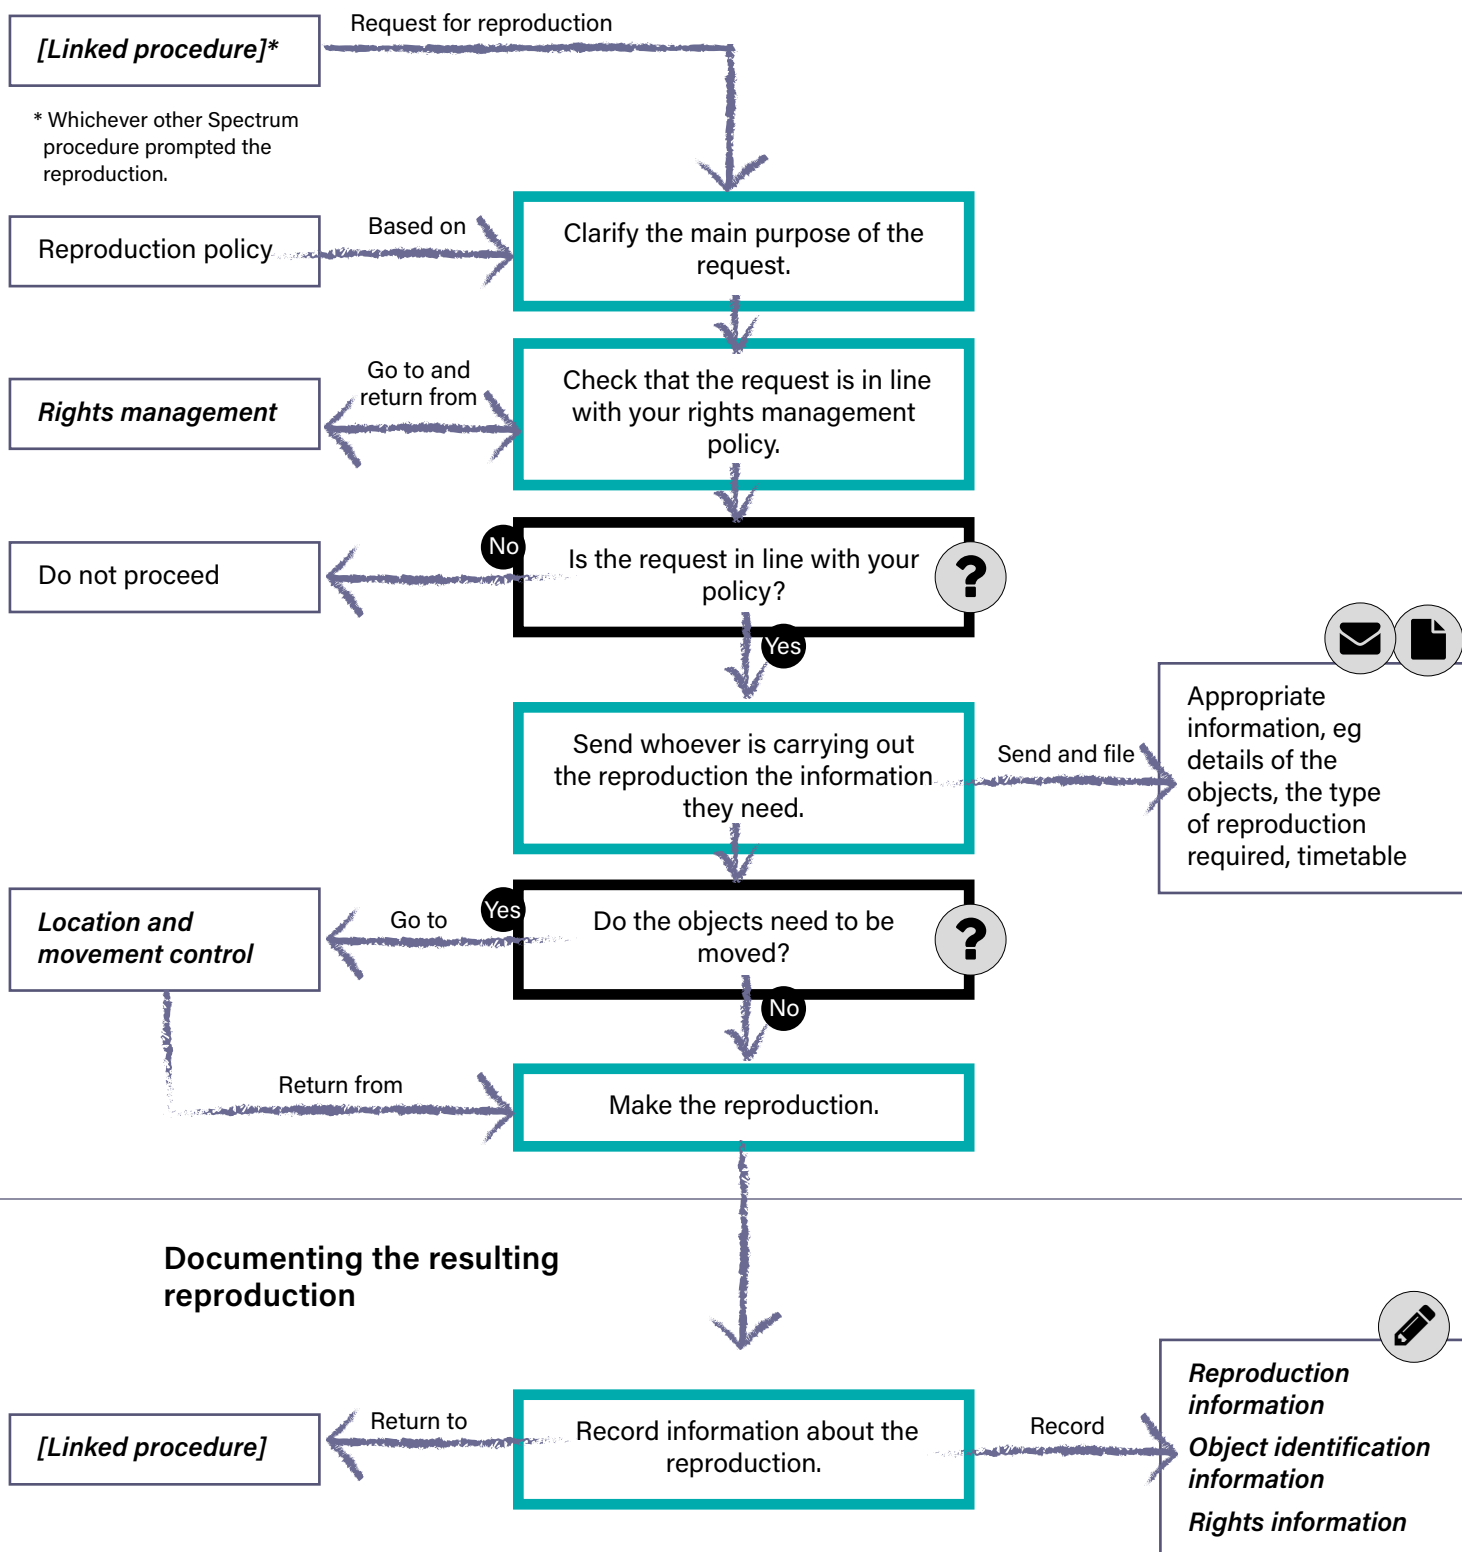 Request for reproduction
[Linked procedure]*
* Whichever other Spectrum
procedure prompted the
reproduction.
Reproduction policy
Based on
Clarify the main purpose of the
request.
Rights management
Go to and
return from
Check that the request is in line
with your rights management
policy.
Do not proceed
No
Is the request in line with your
policy?
?
Yes
Send whoever is carrying out
the reproduction the information
they need.
Send and file
Appropriate
information, eg
details of the
objects, the type
of reproduction
required, timetable
Location and
movement control
Go to
Yes
Do the objects need to be
moved?
?
No
Return from
Make the reproduction.
Documenting the resulting
reproduction
[Linked procedure]
Return to
Record information about the
reproduction.
Record
Reproduction
information
Object identification
information
Rights information